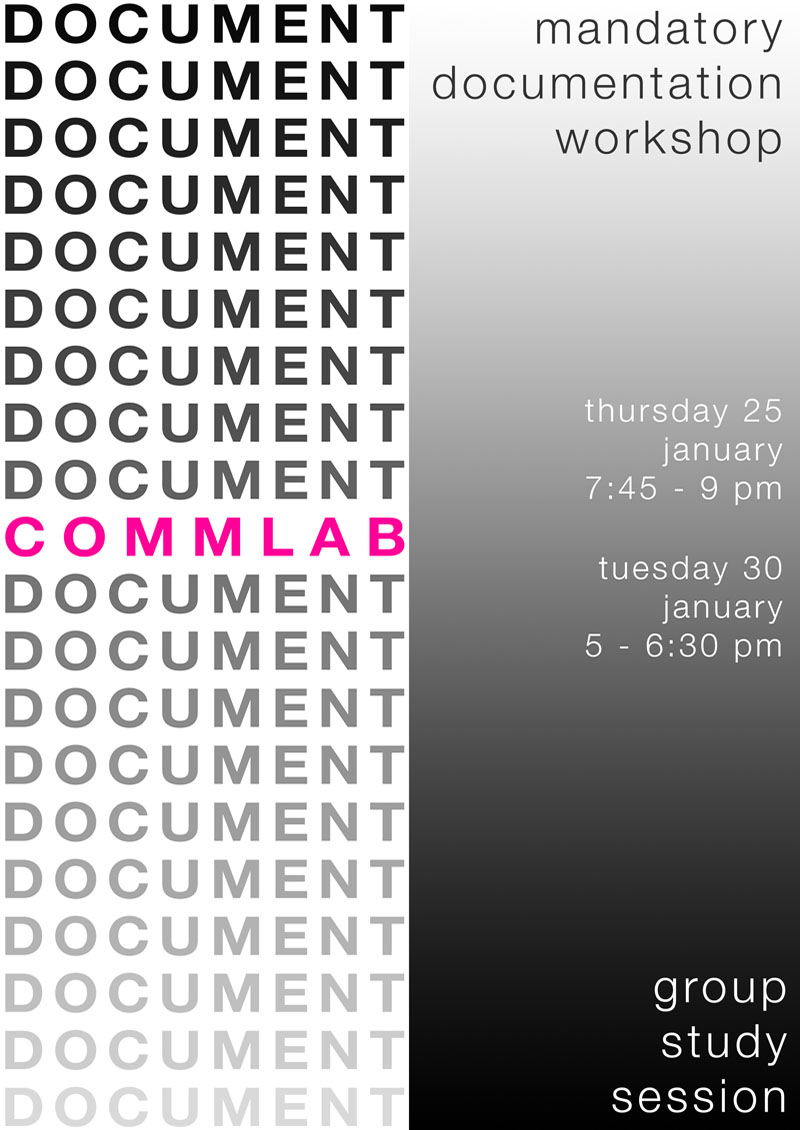 DOCUMENT
DOCUMENT
DOCUMENT
DOCUMENT
DOCUMENT
DOCUMENT
DOCUMENT
DOCUMENT
DOCUMENT
COMMLAB
DOCUMENT
DOCUMENT
DOCUMENT
DOCUMENT
DOCUMENT
DOCUMENT
DOCUMENT
DOCUMENT
DOCUMENT
DOCUMENT
mandatory
documentation
workshop
thursday 25
january
7:45 - 9 pm
tuesday 30
january
5 - 6:30 pm
group
study
session